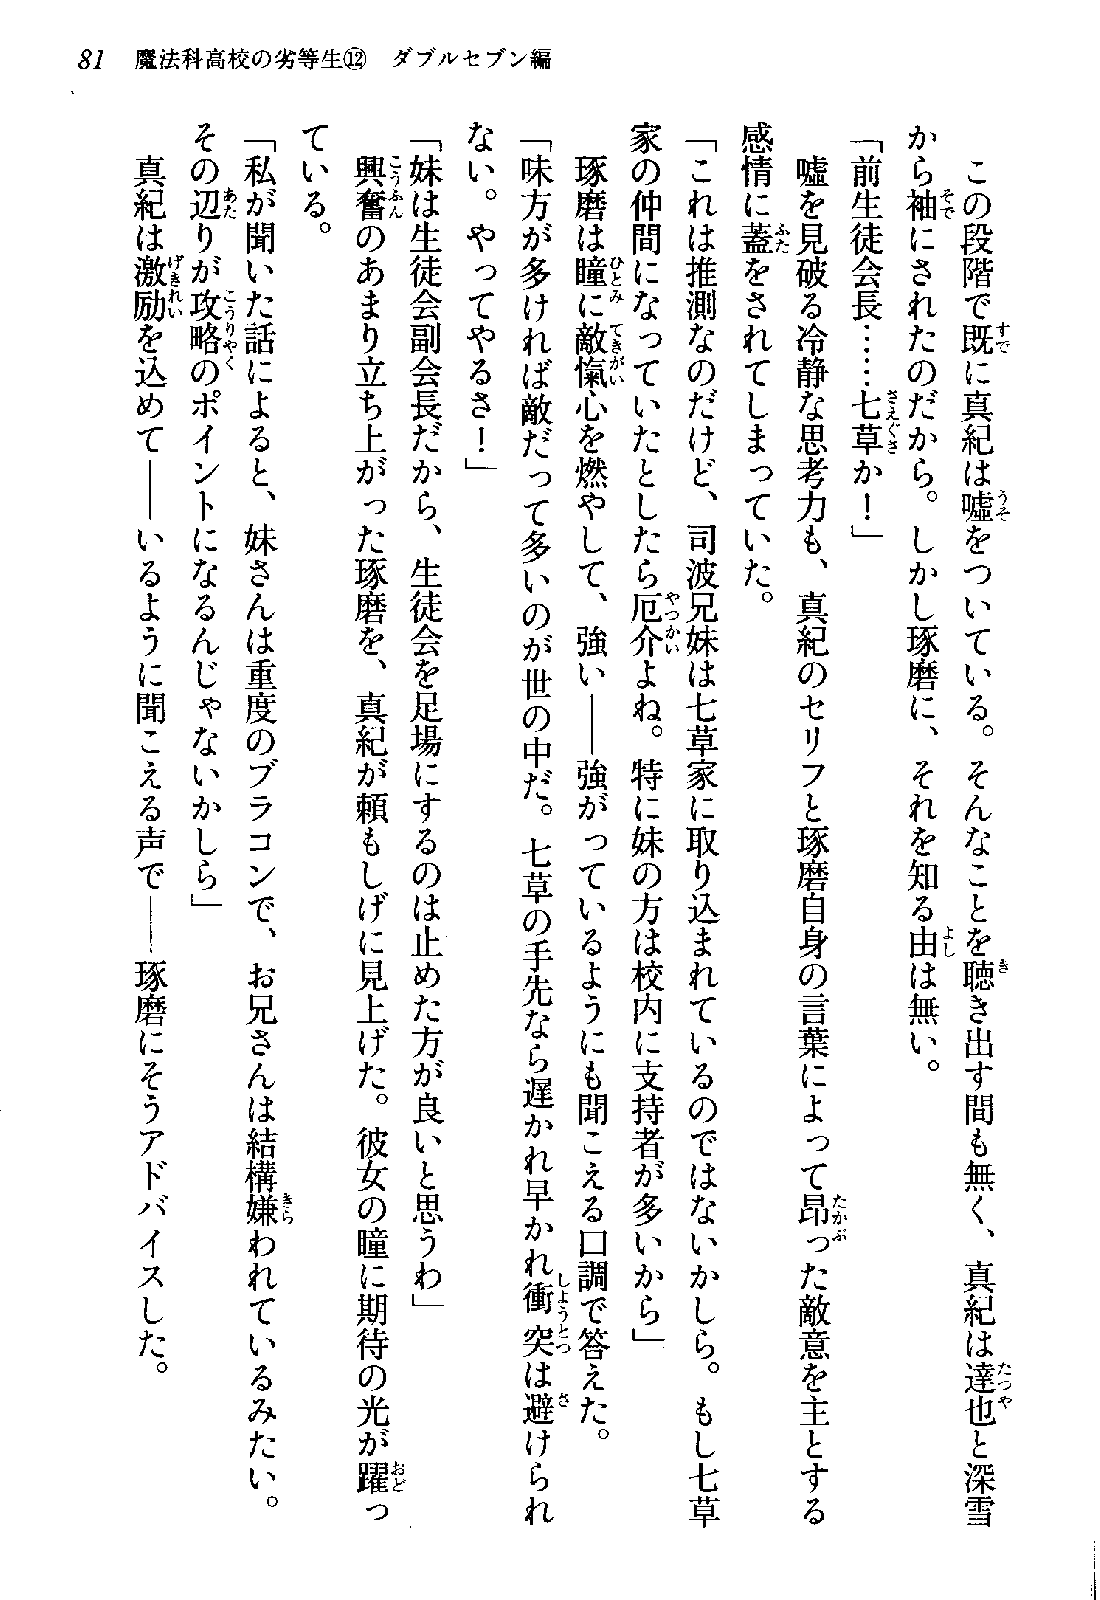 81　魔法科高校の劣等生⑫　ダブルセブン編
　この段階で既に真紀は嘘をついている。そんなことを聴き出す間も無く、真紀は達也と深雪
から袖にされたのだから。しかし琢磨に、それを知る由は無い。
「前生徒会長……七草か！」
　嘘を見破る冷静な思考力も、真紀のセリフと琢磨自身の言葉によって昂った敵意を主とする
感情に蓋をされてしまっていた。
「これは推測なのだけど、司波兄妹は七草家に取り込まれているのではないかしら。もし七草
家の仲間になっていたとしたら厄介よね。特に妹の方は校内に支持者が多いから」
　琢磨は瞳に敵愾心を燃やして、強い――強がっているようにも聞こえる口調で答えた。
「味方が多ければ敵だって多いのが世の中だ。七草の手先なら遅かれ早かれ衝突は避けられ
ない。やってやるさ！」
「妹は生徒会副会長だから、生徒会を足場にするのは止めた方が良いと思うわ」
　興奮のあまり立ち上がった琢磨を、真紀が頼もしげに見上げた。彼女の瞳に期待の光が躍っ
ている。
「私が聞いた話によると、妹さんは重度のブラコンで、お兄さんは結構嫌われているみたい。
その辺りが攻略のポイントになるんじゃないかしら」
　真紀は激励を込めて――いるように聞こえる声で――琢磨にそうアドバイスした。